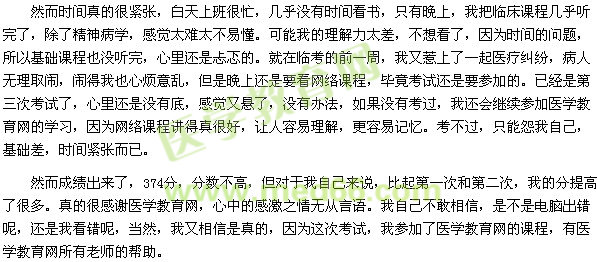 然而时间真的很紧张，白天上班很忙，几乎没有时间看书，只有晚上，我把临床课程几乎听
完了，除了精神病学，感觉太难太不易懂。可能我的理解力太差，不想看了，因为时间的问题，
所以基础课程也没听完，心里还是忐忑的。就在临考的前一周，我又惹上了一起医疗纠纷，病人
无理取闹，闹得我也心烦意乱，但是晚上还是要看网络课程，毕竟考试还是要参加的。已经是第
三次考试了，心里还是没有底，感觉又悬了，没有办法，如果没有考过，我还会继续参加医学教
育网的学习，因为网络课程讲得真很好，让人容易理解，更容易记忆。考不过，只能怨我自己，
基础差，时间紧张而已。
然而成绩出来了，374分，分数不高，但对于我自己来说，比起第一次和第二次，我的分提高
了很多。真的很感谢医学教育网，心中的感激之情无从言语。我自己不敢相信，是不是电脑出错
呢，还是我看错呢，当然，我又相信是真的，因为这次考试，我参加了医学教育网的课程，有医
学教育网所有老师的帮助。
医学教育网
www.med66.com